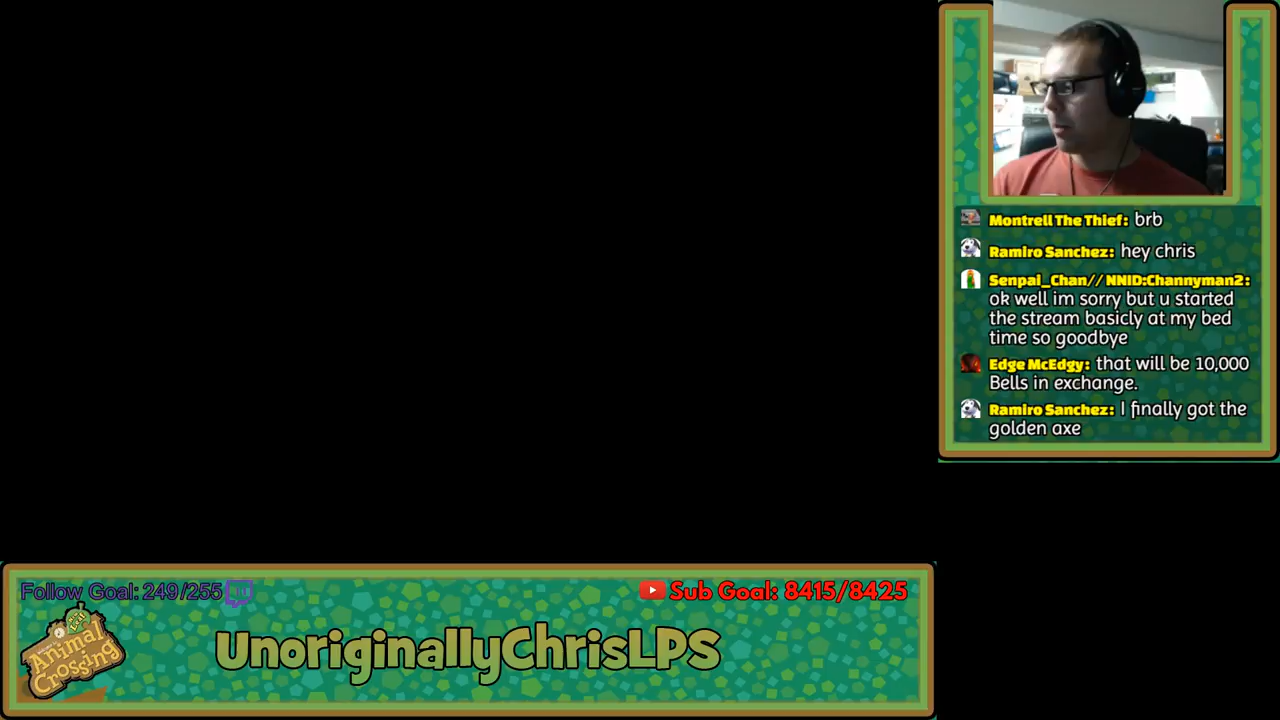 Montrell The Thief: brb
Ramiro Sanchez: hey chris
Senpai_Chan// NNID:Channyman2:
ok well im sorry but u started
the stream basicly at my bed
time so goodbye
Edge McEdgy: that will be 10,000
Bells in exchange.
Ramiro Sanchez: I finally got the
golden axe
Follow Goal: 249/255
Sub Goal: 8415/8425
Animal
Crossing
UnoriginallyChrisLPS